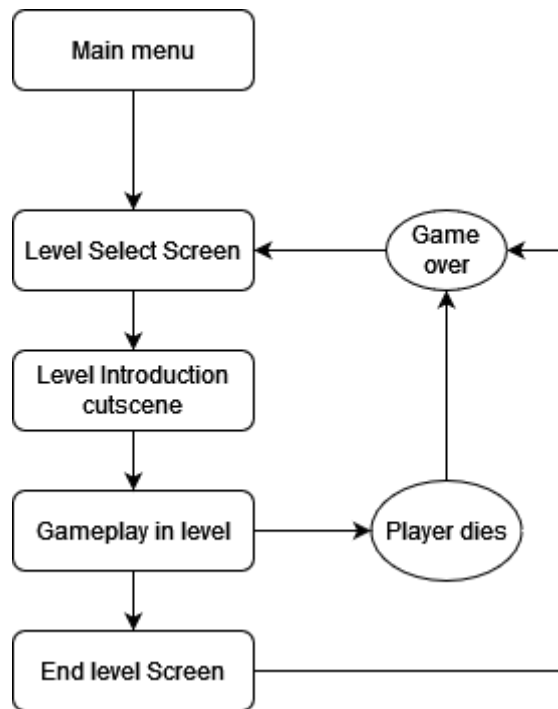 Main menu
Level Select Screen
Game
over
Level Introduction
cutscene
Gameplay in level
Player dies
End level Screen